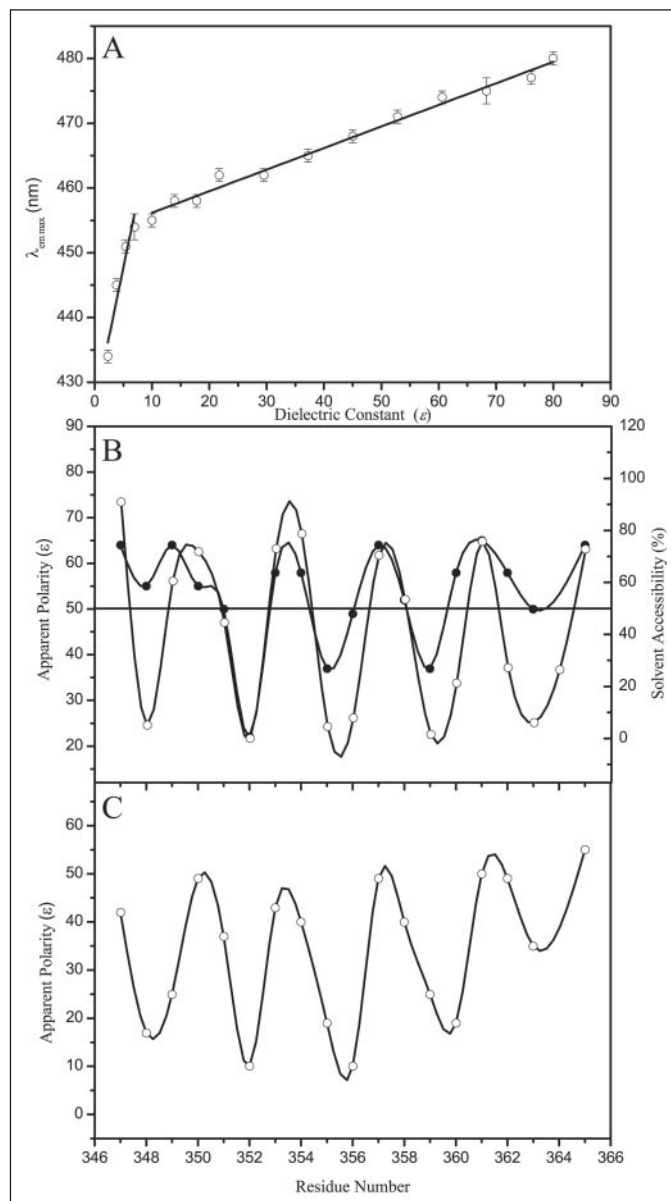 A
480
470
460
450
440
430
λem max (nm)
0 10 20 30 40 50 60 70 80 90
Dielectric Constant (ε)
B
90
80
70
60
50
40
30
20
Apparent Polarity (ε)
120
100
80
60
40
20
0
Solvent Accessibility (%)
C
60
50
40
30
20
10
0
Apparent Polarity (ε)
346 348 350 352 354 356 358 360 362 364 366
Residue Number